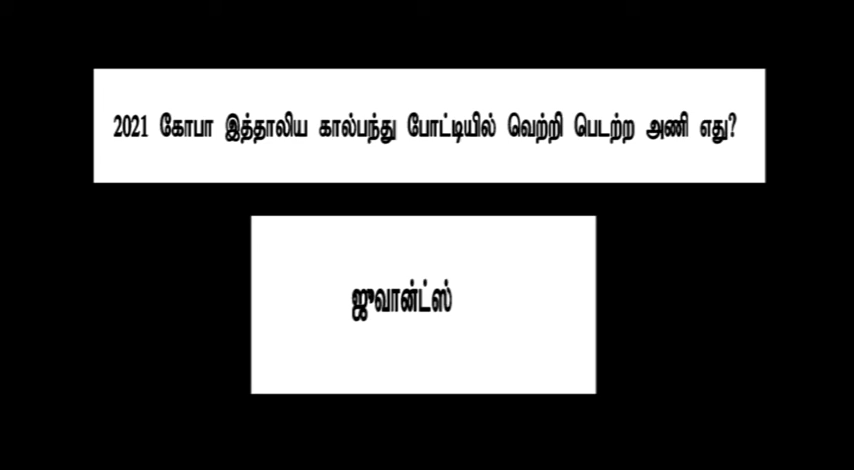 2021 கோபா இத்தாலிய கால்பந்து போட்டியில் வெற்றி பெடற்ற அணி எது?
ஜுவான்ட்ஸ்